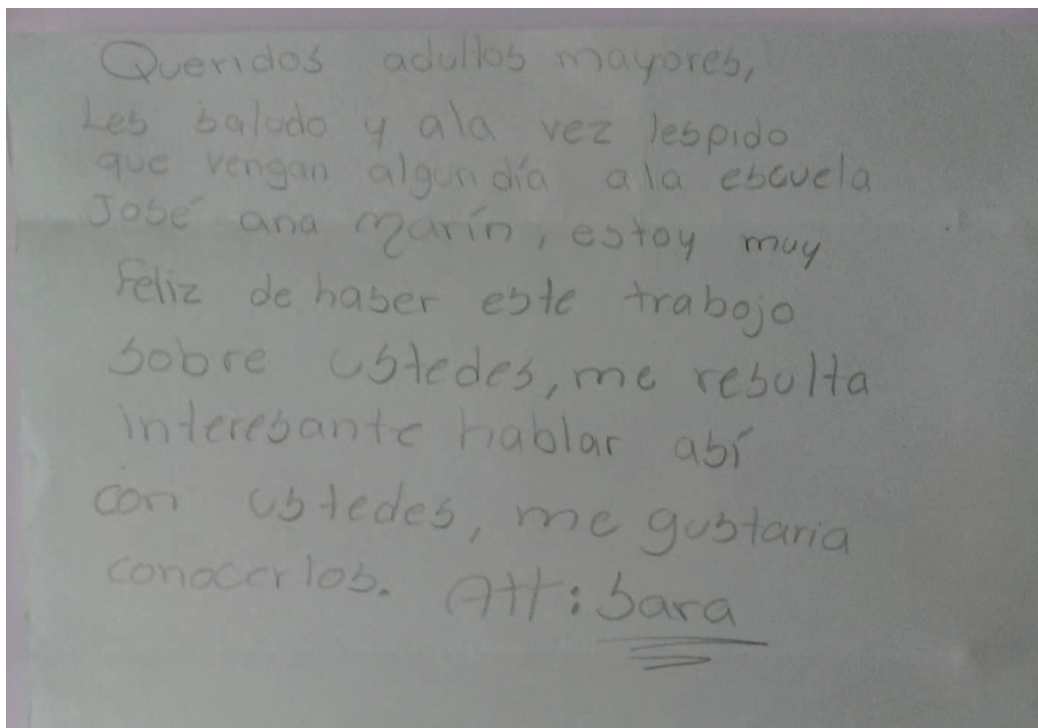 Queridos adultos mayores,
Les saludo y ala vez lespido
que vengan algun día ala escuela
José ana Marín, estoy muy
Feliz de haser este trabajo
sobre ustedes, me resulta
interesante hablar así
con ustedes, me gustaria
conocerlos. Att: Sara